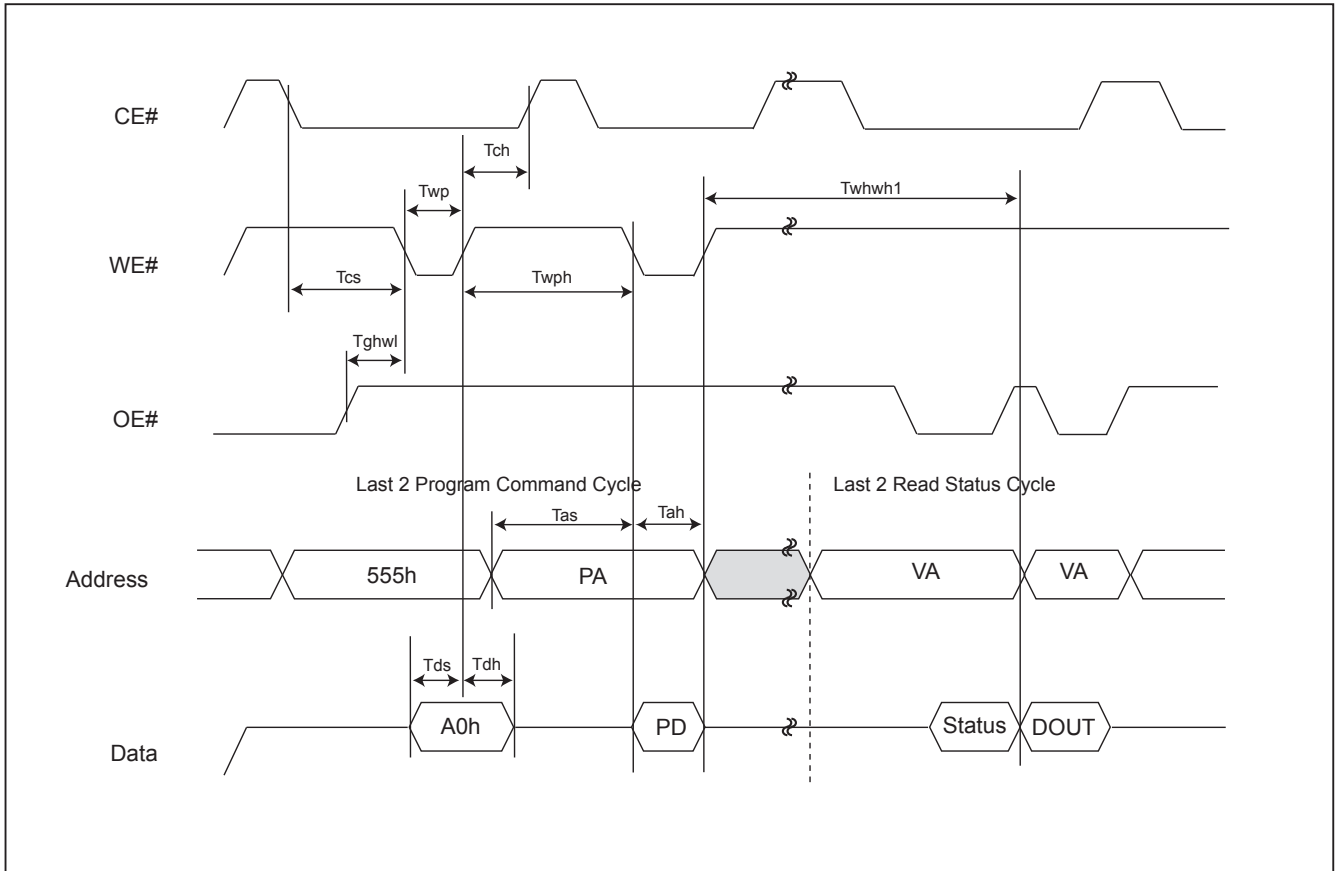 CE#
Tch
Twp
Twhwh1
WE#
Tcs
Twph
Tghwl
OE#
Last 2 Program Command Cycle
Last 2 Read Status Cycle
Tas
Tah
Address
555h
PA
VA
VA
Tds
Tdh
Data
A0h
PD
Status
DOUT